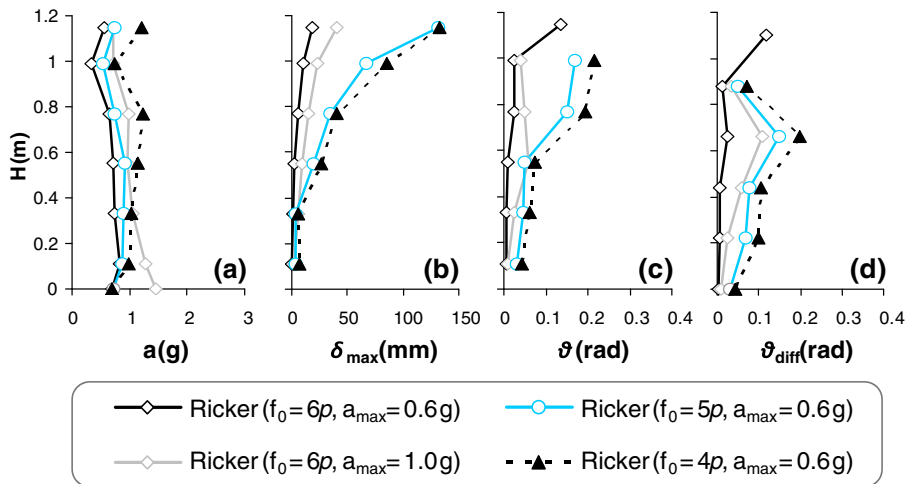 H(m)
1.2
1
0.8
0.6
0.4
0.2
0
(a)
(b)
(c)
(d)
0 1 2 3
0 50 100 150
0 0.1 0.2 0.3 0.4
0 0.1 0.2 0.3 0.4
a(g)
δmax(mm)
ϑ(rad)
ϑdiff(rad)
Ricker (f0=6p, amax=0.6g)
Ricker (f0=5p, amax=0.6g)
Ricker (f0=6p, amax=1.0g)
Ricker (f0=4p, amax=0.6g)